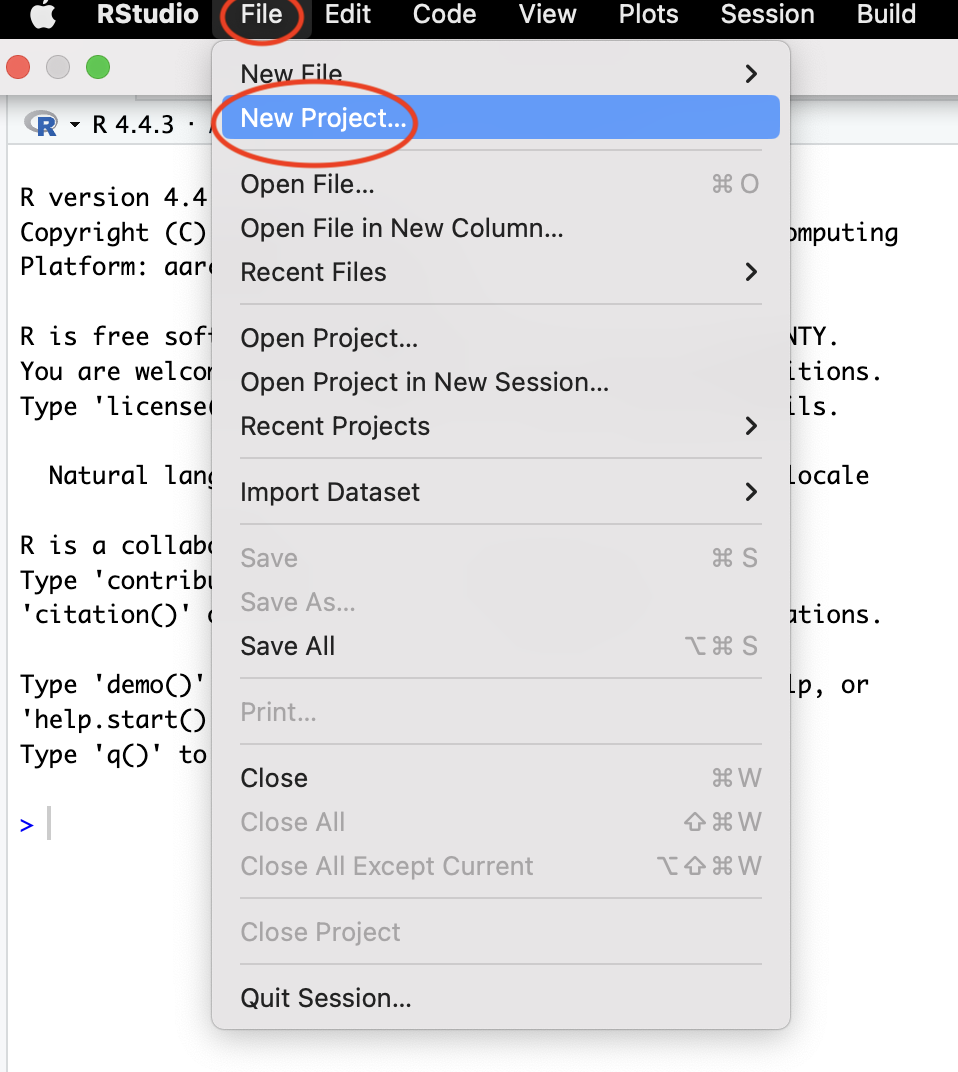 RStudio File Edit Code View Plots Session Build
New File
New Project...
R 4.4.3 ·
Open File... ⌘ O
Open File in New Column...
Recent Files
Open Project...
Open Project in New Session...
Recent Projects
Import Dataset
Save ⌘ S
Save As...
Save All ⌥ ⌘ S
Print...
Close ⌘ W
Close All ⇧ ⌘ W
Close All Except Current ⌥ ⇧ ⌘ W
Close Project
Quit Session...
R version 4.4
Copyright (C) omputing
Platform: aarc
R is free soft NTY.
You are welcom itions.
Type 'license( ils.
Natural lang locale
R is a collabo
Type 'contribu
'citation()' ations.
Type 'demo()' lp, or
'help.start()
Type 'q()' to
>